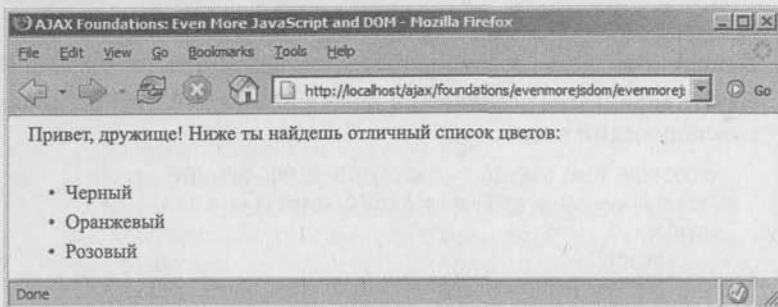 AJAX Foundations: Even More JavaScript and DOM - Mozilla Firefox
File Edit View Go Bookmarks Tools Help
http://localhost/ajax/foundations/evenmorejsdom/evenmorejs Go
Привет, дружище! Ниже ты найдешь отличный список цветов:
• Черный
• Оранжевый
• Розовый
Done